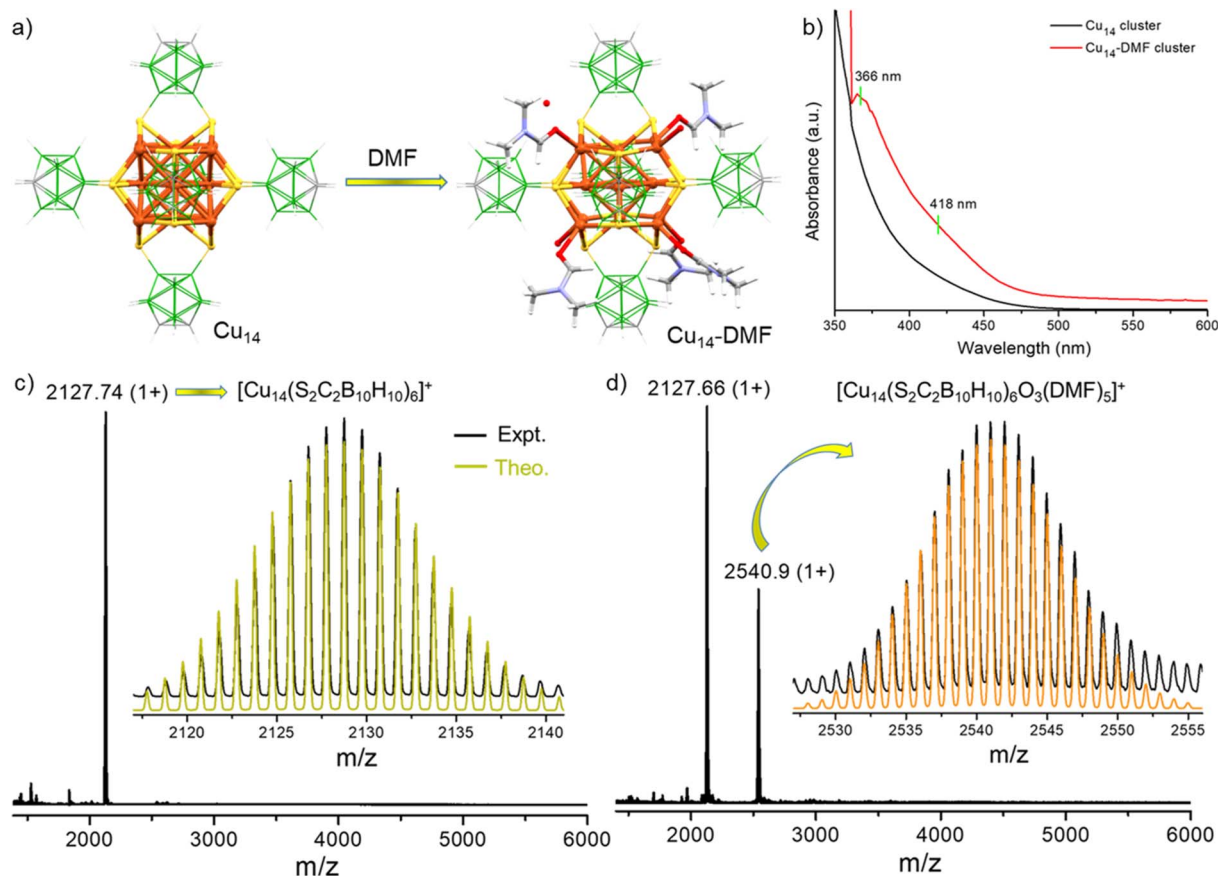 a)
DMF
Cu₁₄
Cu₁₄-DMF
b)
Cu₁₄ cluster
Cu₁₄-DMF cluster
366 nm
418 nm
Absorbance (a.u.)
350 400 450 500 550 600
Wavelength (nm)
c)
2127.74 (1+)
[Cu₁₄(S₂C₂B₁₀H₁₀)₆]⁺
Expt.
Theo.
2120 2125 2130 2135 2140
m/z
2000 3000 4000 5000 6000
m/z
d)
2127.66 (1+)
[Cu₁₄(S₂C₂B₁₀H₁₀)₆O₃(DMF)₅]⁺
2540.9 (1+)
2530 2535 2540 2545 2550 2555
m/z
2000 3000 4000 5000 6000
m/z